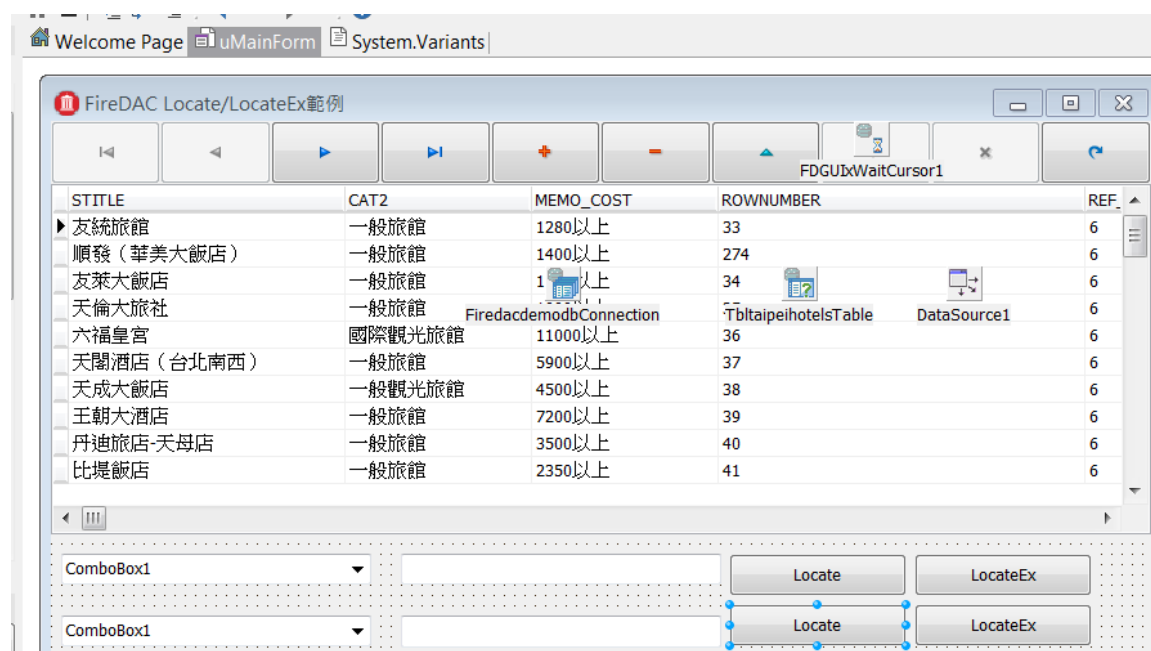 Welcome Page uMainForm System.Variants
FireDAC Locate/LocateEx範例
FDGUIxWaitCursor1
STITLE CAT2 MEMO_COST ROWNUMBER REF_
友統旅館 一般旅館 1280以上 33 6
順發（華美大飯店） 一般旅館 1400以上 274 6
友萊大飯店 一般旅館 以上 34 6
天倫大旅社 一般旅館 6
FiredacdemodbConnection TbltaipeihotelsTable DataSource1
六福皇宮 國際觀光旅館 11000以上 36 6
天閣酒店（台北南西） 一般旅館 5900以上 37 6
天成大飯店 一般觀光旅館 4500以上 38 6
王朝大酒店 一般旅館 7200以上 39 6
丹迪旅店-天母店 一般旅館 3500以上 40 6
比堤飯店 一般旅館 2350以上 41 6
ComboBox1 Locate LocateEx
ComboBox1 Locate LocateEx